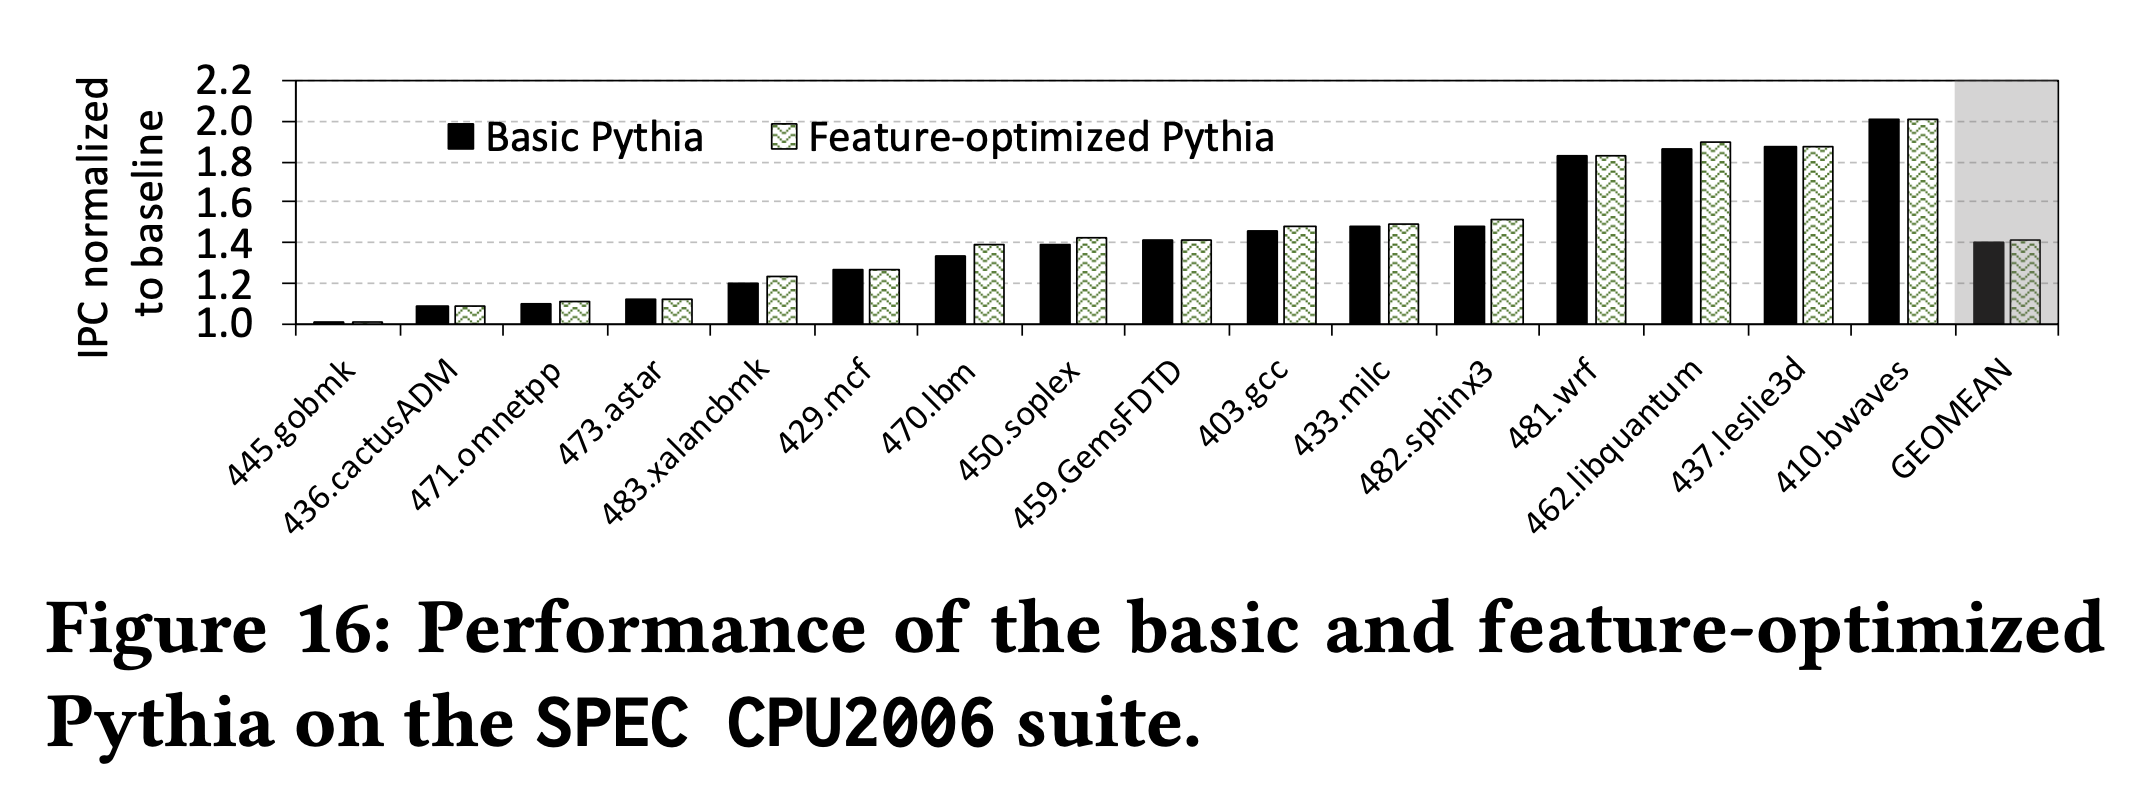 IPC normalized
to baseline
2.2
2.0
1.8
1.6
1.4
1.2
1.0
Basic Pythia
Feature-optimized Pythia
445.gobmk
436.cactusADM
471.omnetpp
473.astar
483.xalancbmk
429.mcf
470.lbm
450.soplex
459.GemsFDTD
403.gcc
433.milc
482.sphinx3
481.wrf
462.libquantum
437.leslie3d
410.bwaves
GEOMEAN
Figure 16: Performance of the basic and feature-optimized
Pythia on the SPEC CPU2006 suite.